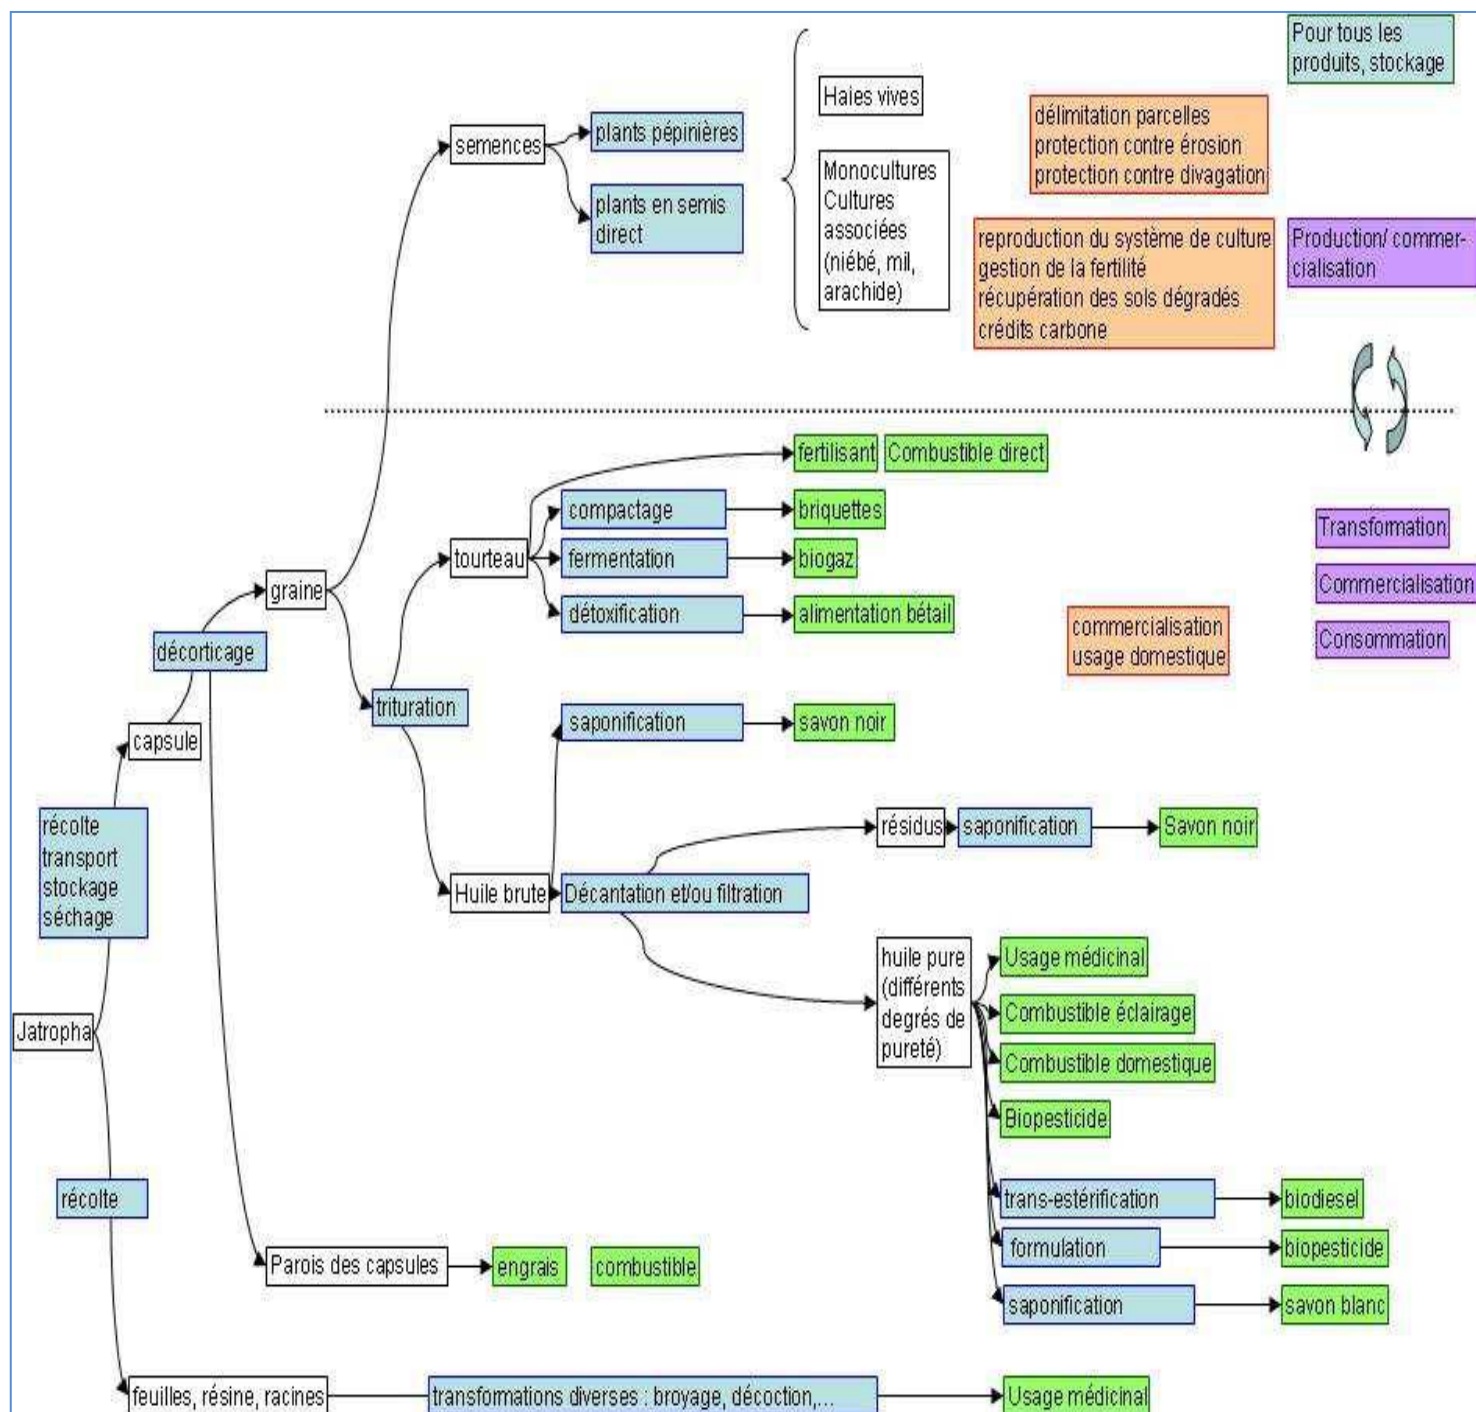 Pour tous les
produits, stockage
Haies vives
délimitation parcelles
protection contre érosion
protection contre divagation
semences
plants pépinières
plants en semis
direct
Monocultures
Cultures
associées
(niébé, mil,
arachide)
reproduction du système de culture
gestion de la fertilité
récupération des sols dégradés
crédits carbone
Production/ commer-
cialisation
fertilisant
Combustible direct
compactage
briquettes
tourteau
fermentation
biogaz
détoxification
alimentation bétail
Transformation
Commercialisation
Consommation
commercialisation
usage domestique
graine
décorticage
trituration
capsule
saponification
savon noir
récolte
transport
stockage
séchage
résidus
saponification
Savon noir
Huile brute
Décantation et/ou filtration
huile pure
(différents
degrés de
pureté)
Usage médicinal
Combustible éclairage
Combustible domestique
Biopesticide
Jatropha
trans-estérification
biodiesel
formulation
biopesticide
saponification
savon blanc
récolte
Parois des capsules
engrais
combustible
feuilles, résine, racines
transformations diverses : broyage, décoction,...
Usage médicinal